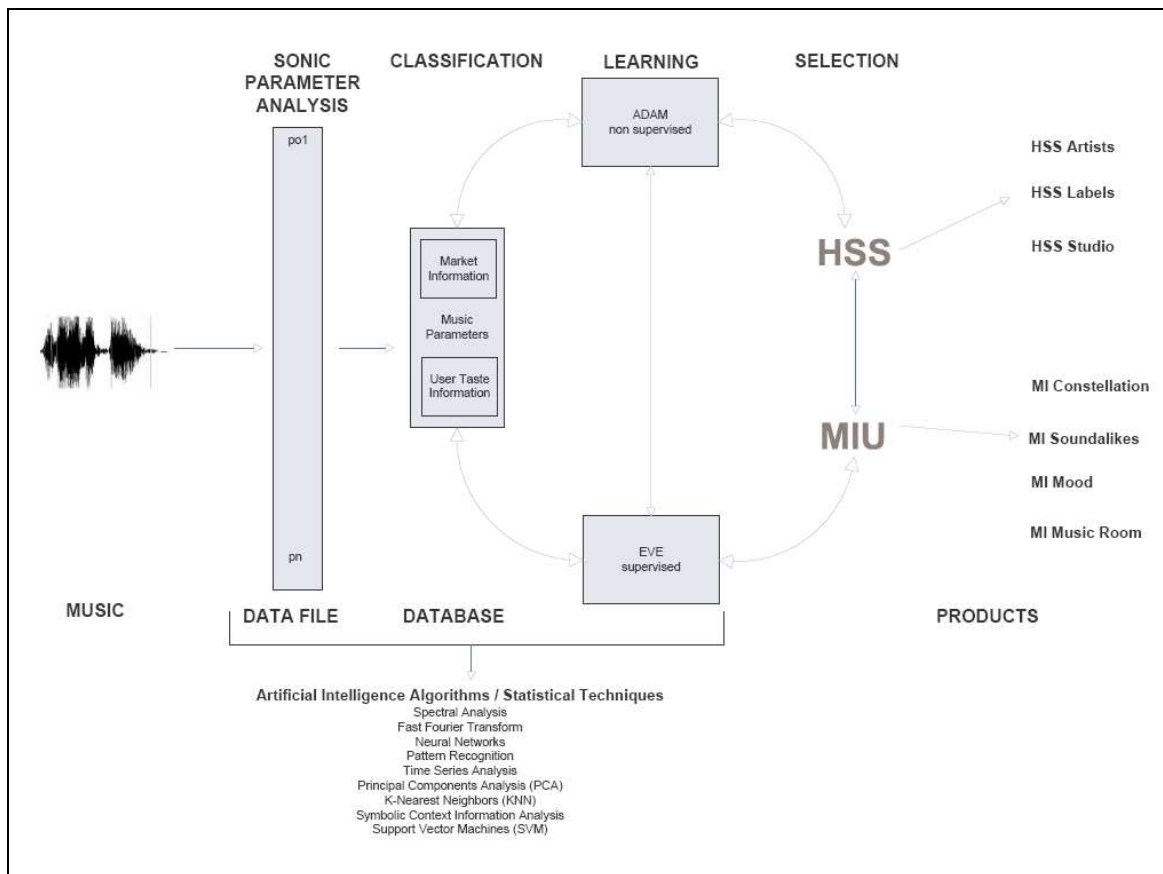 SONIC
PARAMETER
ANALYSIS
CLASSIFICATION
LEARNING
SELECTION
po1
pn
Market
Information
Music
Parameters
User Taste
Information
ADAM
non supervised
EVE
supervised
HSS
MIU
HSS Artists
HSS Labels
HSS Studio
MI Constellation
MI Soundalikes
MI Mood
MI Music Room
MUSIC
DATA FILE
DATABASE
PRODUCTS
Artificial Intelligence Algorithms / Statistical Techniques
Spectral Analysis
Fast Fourier Transform
Neural Networks
Pattern Recognition
Time Series Analysis
Principal Components Analysis (PCA)
K-Nearest Neighbors (KNN)
Symbolic Context Information Analysis
Support Vector Machines (SVM)